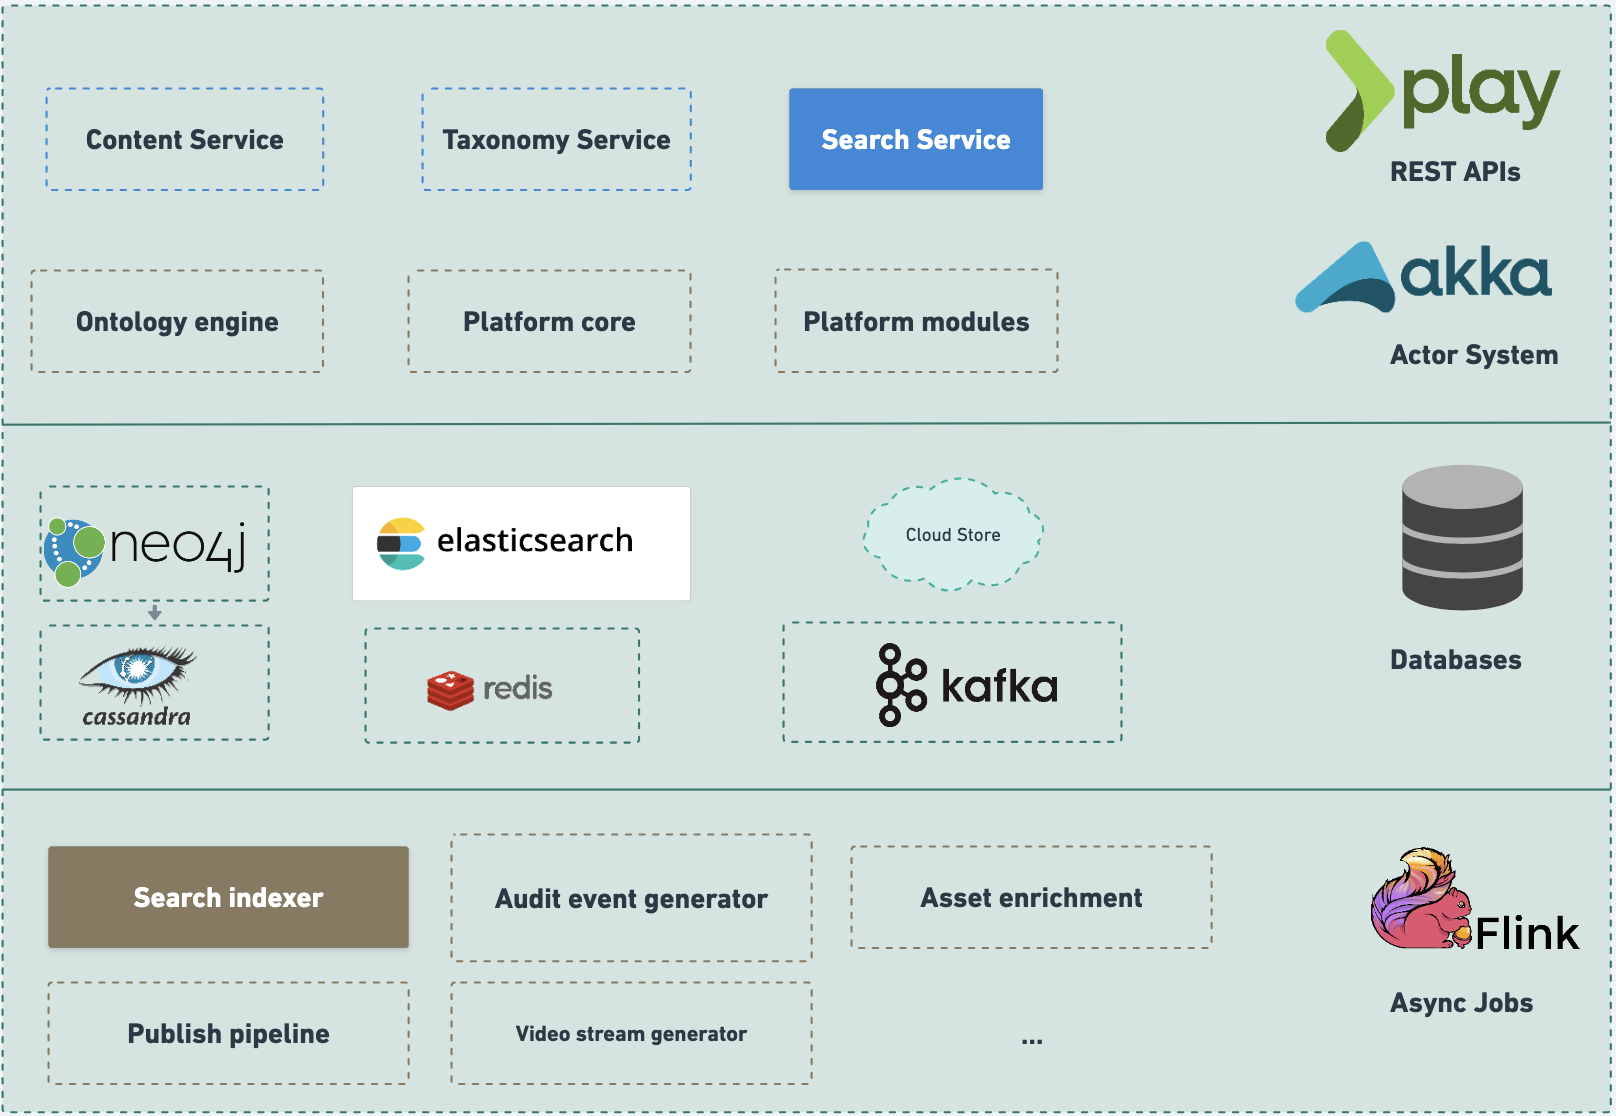 Content Service
Taxonomy Service
Search Service
play
REST APIs
akka
Ontology engine
Platform core
Platform modules
Actor System
neo4j
elasticsearch
Cloud Store
cassandra
redis
kafka
Databases
Search indexer
Audit event generator
Asset enrichment
Flink
Async Jobs
Publish pipeline
Video stream generator
...